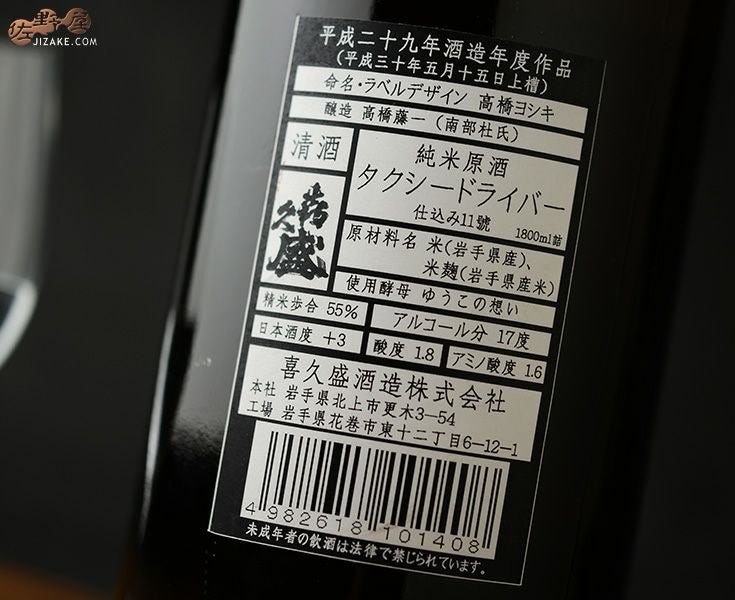 佐野屋
JIZAKE.COM
平成二十九年酒造年度作品
(平成三十年五月十五日上槽)
命名・ラベルデザイン 高橋ヨシキ
醸造 高橋藤一(南部杜氏)
清酒
喜久盛
純米原酒
タクシードライバー
仕込み11號
1800ml詰
原材料名 米(岩手県産)、
米麹(岩手県産米)
使用酵母 ゆうこの想い
精米歩合 55%
アルコール分 17度
日本酒度 +3
酸度 1.8
アミノ酸度 1.6
喜久盛酒造株式会社
本社 岩手県北上市更木3-54
工場 岩手県花巻市東十二丁目6-12-1
4 982618 101408
未成年者の飲酒は法律で禁じられています。